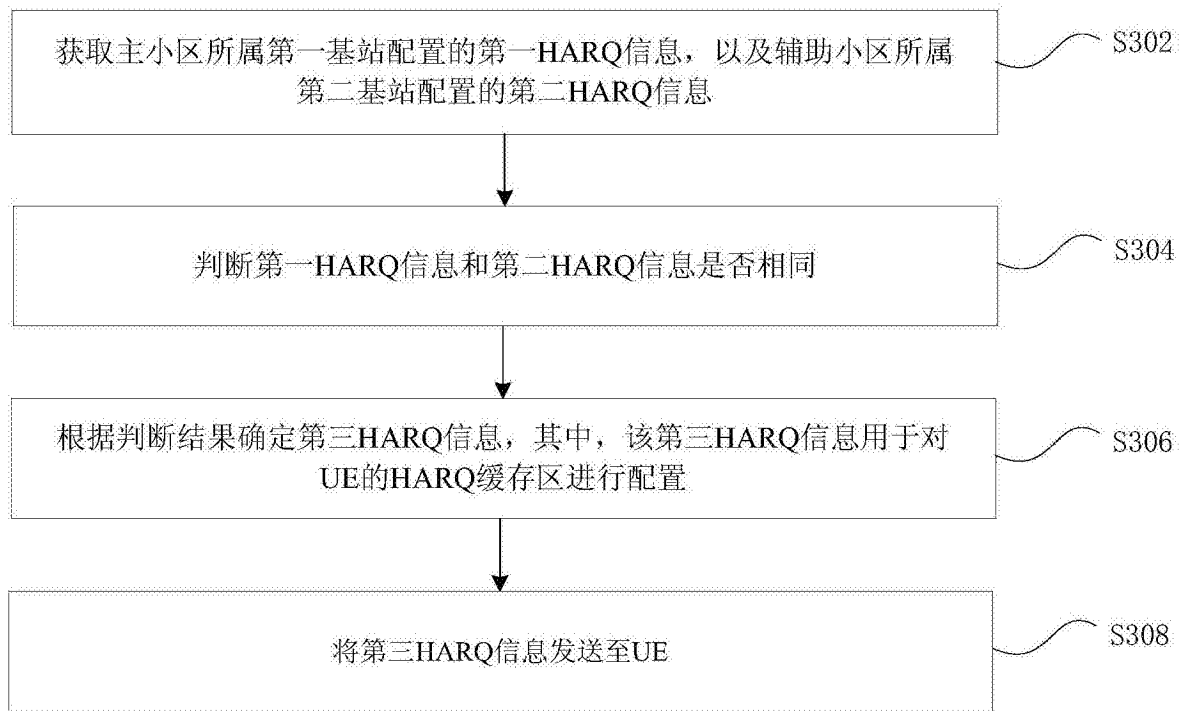 获取主小区所属第一基站配置的第一HARQ信息，以及辅助小区所属
第二基站配置的第二HARQ信息
S302
判断第一HARQ信息和第二HARQ信息是否相同
S304
根据判断结果确定第三HARQ信息，其中，该第三HARQ信息用于对
UE的HARQ缓存区进行配置
S306
将第三HARQ信息发送至UE
S308